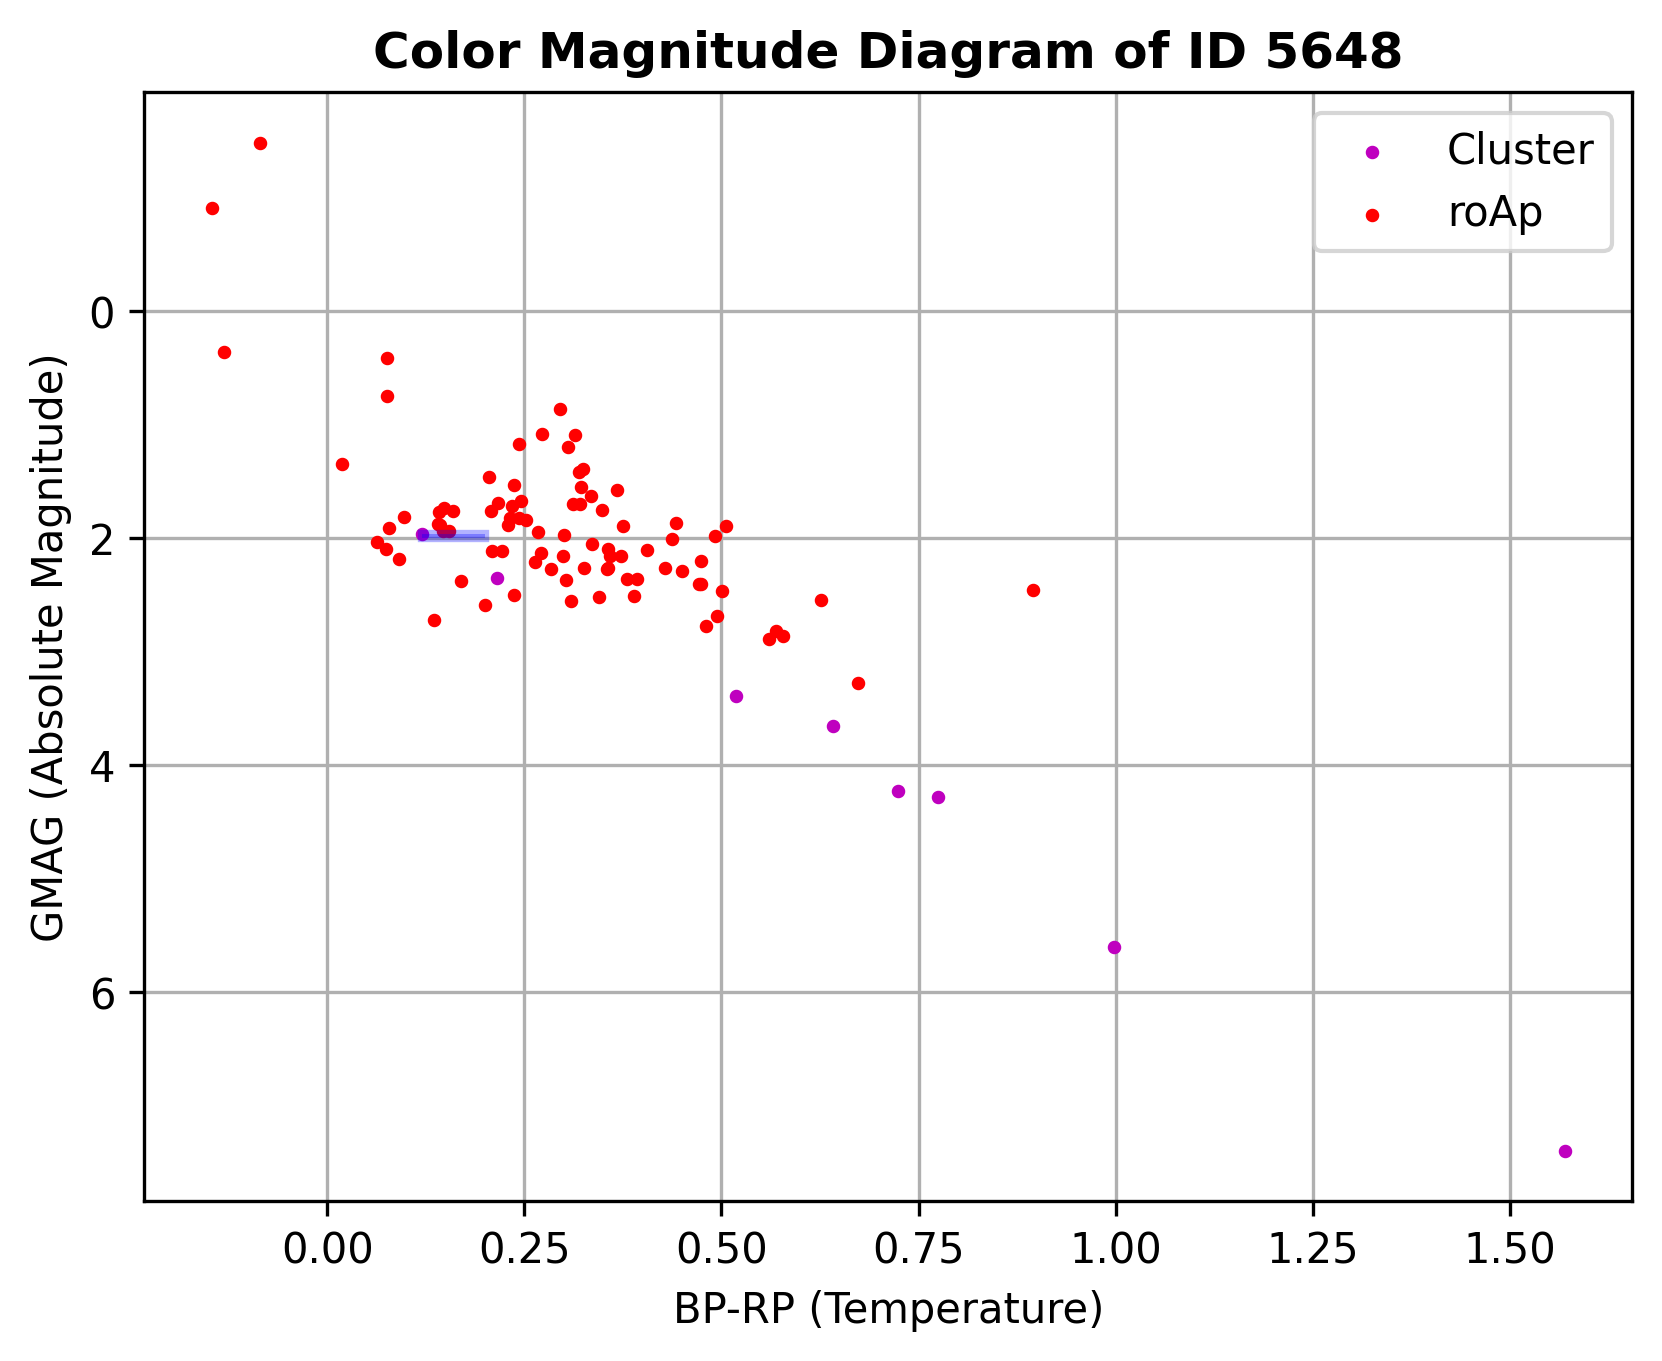 Color Magnitude Diagram of ID 5648
Cluster
roAp
GMAG (Absolute Magnitude)
0
2
4
6
0.00 0.25 0.50 0.75 1.00 1.25 1.50
BP-RP (Temperature)